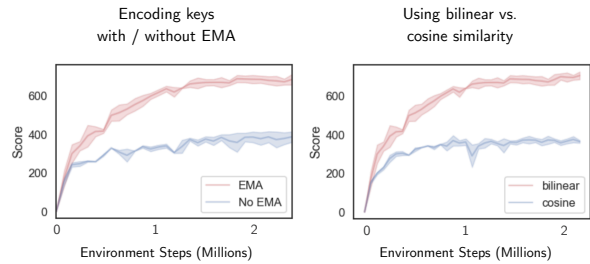 Encoding keys
with / without EMA
Score
600
400
200
0
EMA
No EMA
0
1
2
Environment Steps (Millions)
Using bilinear vs.
cosine similarity
Score
600
400
200
0
bilinear
cosine
0
1
2
Environment Steps (Millions)